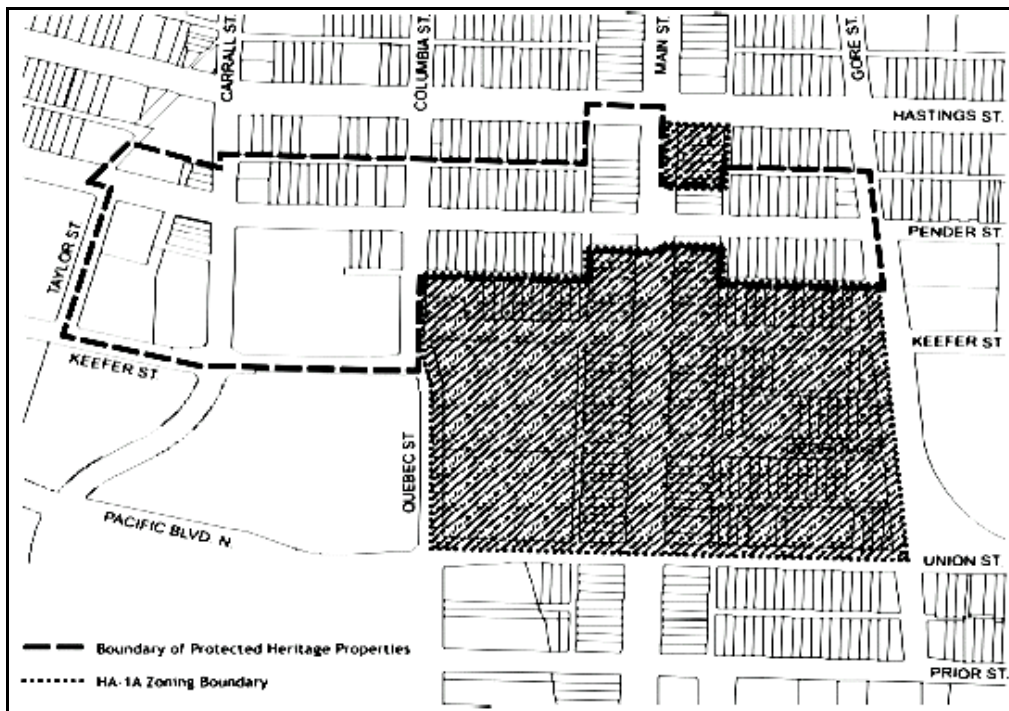 CARRALL ST.
COLUMBIA ST.
MAIN ST.
GORE ST.
HASTINGS ST.
PENDER ST.
TAYLOR ST.
KEEFER ST.
KEEFER ST
QUEBEC ST.
PACIFIC BLVD. N.
UNION ST.
Boundary of Protected Heritage Properties
HA-1A Zoning Boundary
PRIOR ST.